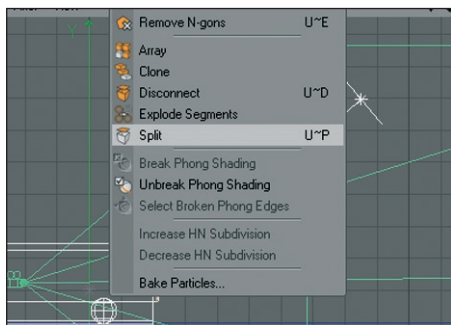 Remove N-gons U~E
Array
Clone
Disconnect U~D
Explode Segments
Split U~P
Break Phong Shading
Unbreak Phong Shading
Select Broken Phong Edges
Increase HN Subdivision
Decrease HN Subdivision
Bake Particles...
Y